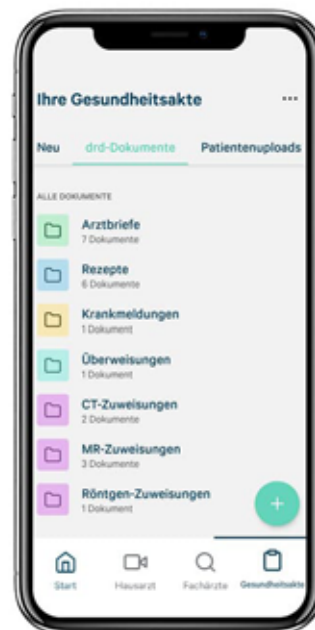 Ihre Gesundheitsakte
Neu drd-Dokumente Patientenuploads
ALLE DOKUMENTE
Arztbriefe
7 Dokumente
Rezepte
6 Dokumente
Krankmeldungen
1 Dokument
Überweisungen
1 Dokument
CT-Zuweisungen
2 Dokumente
MR-Zuweisungen
3 Dokumente
Röntgen-Zuweisungen
1 Dokument
Start Hausarzt Fachärzte Gesundheitsakte